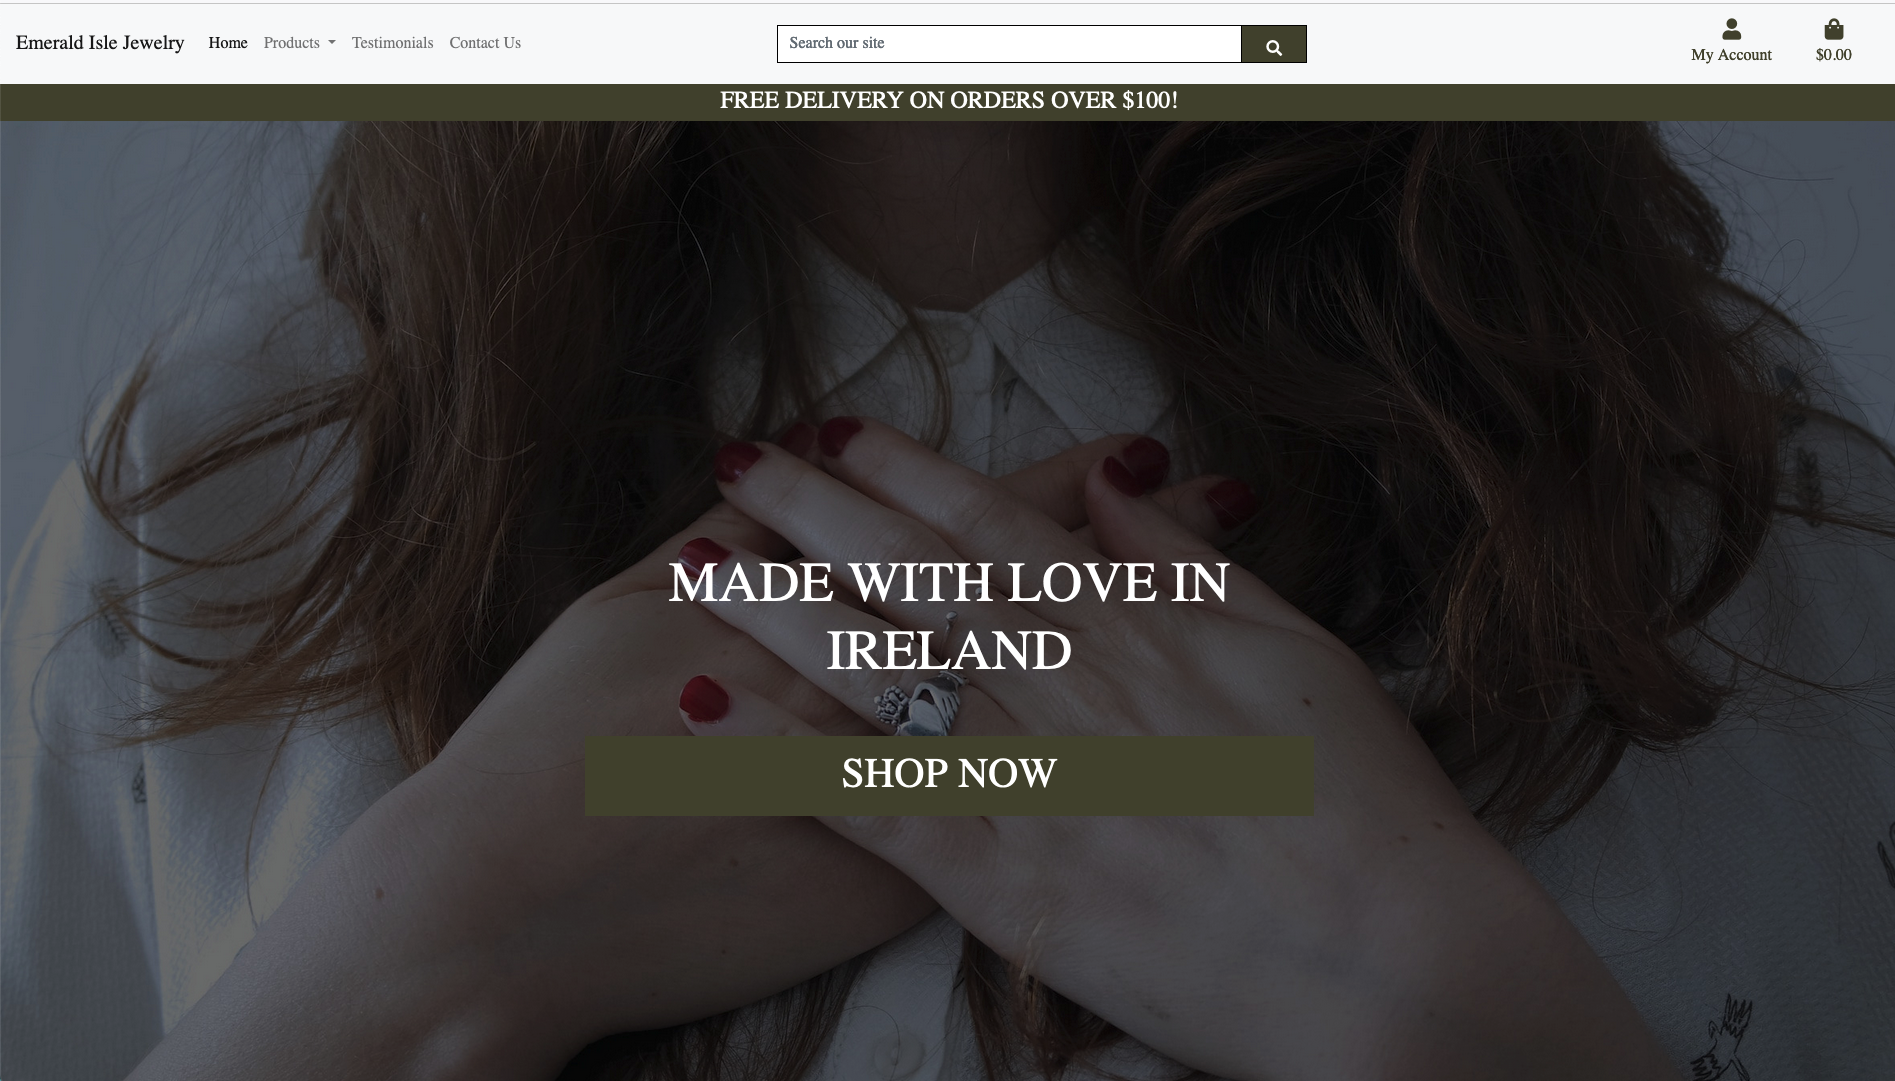 Emerald Isle Jewelry Home Products Testimonials Contact Us Search our site My Account $0.00
FREE DELIVERY ON ORDERS OVER $100!
MADE WITH LOVE IN
IRELAND
SHOP NOW